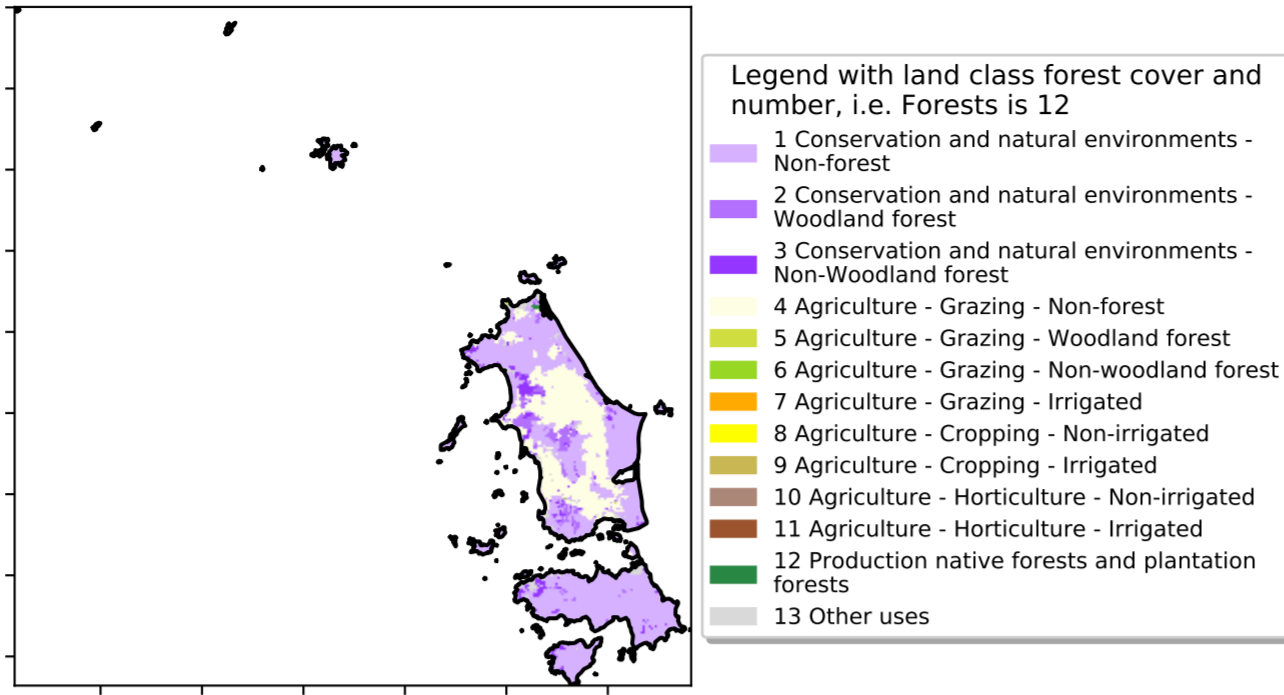 Legend with land class forest cover and
number, i.e. Forests is 12
1 Conservation and natural environments -
Non-forest
2 Conservation and natural environments -
Woodland forest
3 Conservation and natural environments -
Non-Woodland forest
4 Agriculture - Grazing - Non-forest
5 Agriculture - Grazing - Woodland forest
6 Agriculture - Grazing - Non-woodland forest
7 Agriculture - Grazing - Irrigated
8 Agriculture - Cropping - Non-irrigated
9 Agriculture - Cropping - Irrigated
10 Agriculture - Horticulture - Non-irrigated
11 Agriculture - Horticulture - Irrigated
12 Production native forests and plantation
forests
13 Other uses